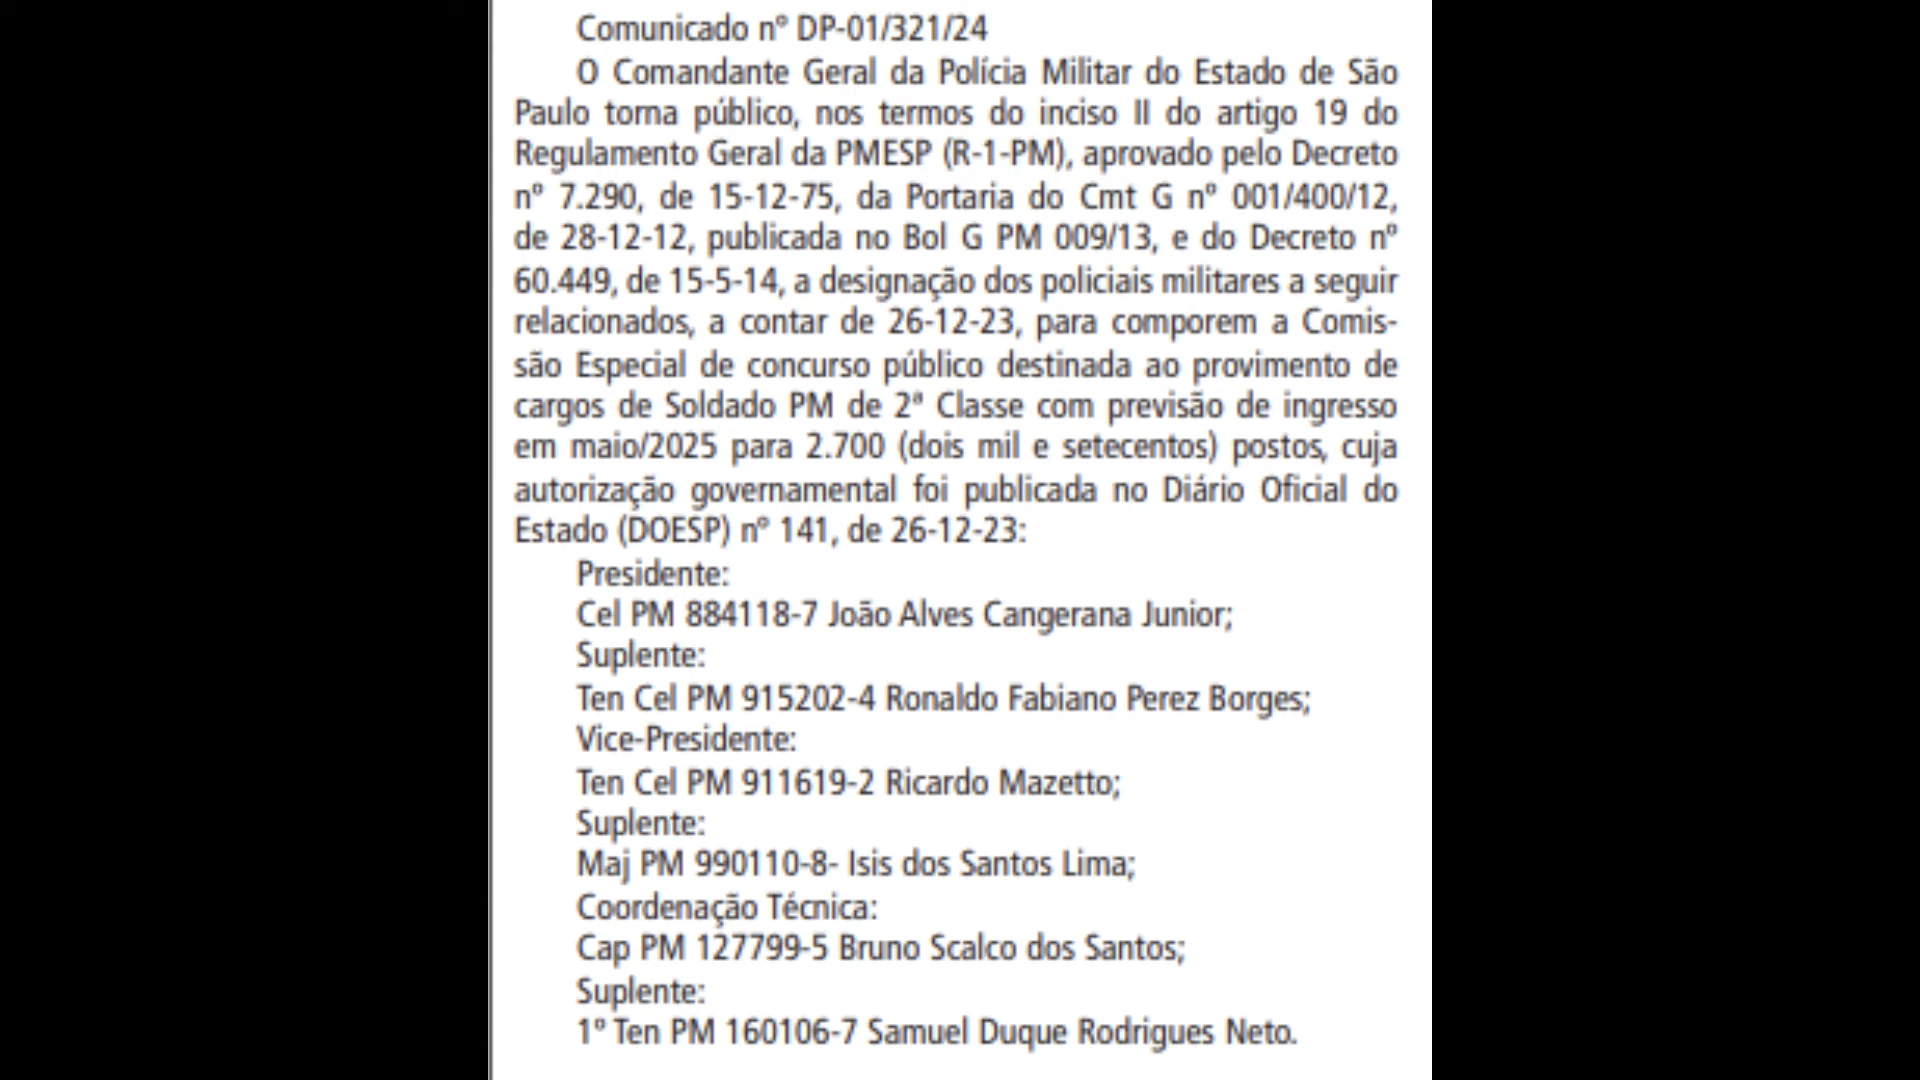 Comunicado nº DP-01/321/24
O Comandante Geral da Polícia Militar do Estado de São
Paulo torna público, nos termos do inciso II do artigo 19 do
Regulamento Geral da PMESP (R-1-PM), aprovado pelo Decreto
nº 7.290, de 15-12-75, da Portaria do Cmt G nº 001/400/12,
de 28-12-12, publicada no Bol G PM 009/13, e do Decreto nº
60.449, de 15-5-14, a designação dos policiais militares a seguir
relacionados, a contar de 26-12-23, para comporem a Comis-
são Especial de concurso público destinada ao provimento de
cargos de Soldado PM de 2ª Classe com previsão de ingresso
em maio/2025 para 2.700 (dois mil e setecentos) postos, cuja
autorização governamental foi publicada no Diário Oficial do
Estado (DOESP) nº 141, de 26-12-23:
Presidente:
Cel PM 884118-7 João Alves Cangerana Junior;
Suplente:
Ten Cel PM 915202-4 Ronaldo Fabiano Perez Borges;
Vice-Presidente:
Ten Cel PM 911619-2 Ricardo Mazetto;
Suplente:
Maj PM 990110-8- Isis dos Santos Lima;
Coordenação Técnica:
Cap PM 127799-5 Bruno Scalco dos Santos;
Suplente:
1º Ten PM 160106-7 Samuel Duque Rodrigues Neto.